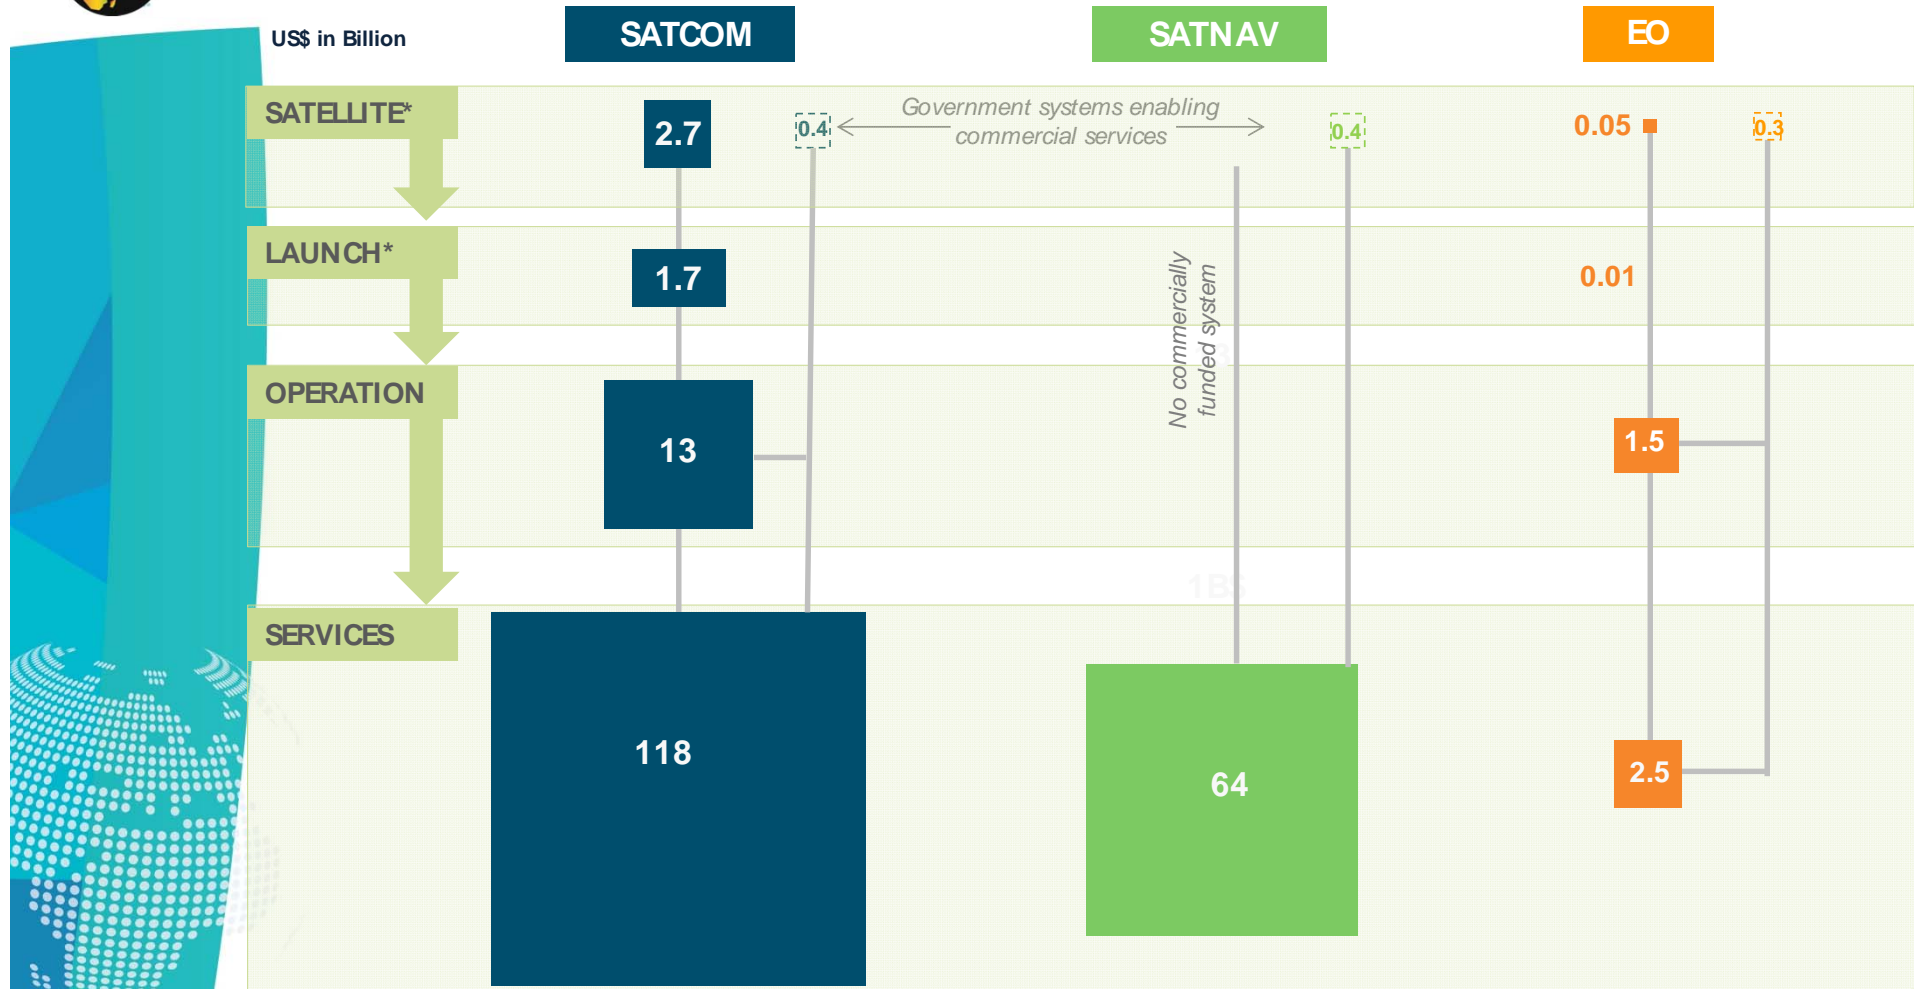 US$ in Billion
SATCOM
SATNAV
EO
SATELLITE*
2.7
0.4
Government systems enabling
commercial services
0.4
0.05
0.3
LAUNCH*
1.7
0.01
No commercially
funded system
OPERATION
13
1.5
1B$
SERVICES
118
64
2.5